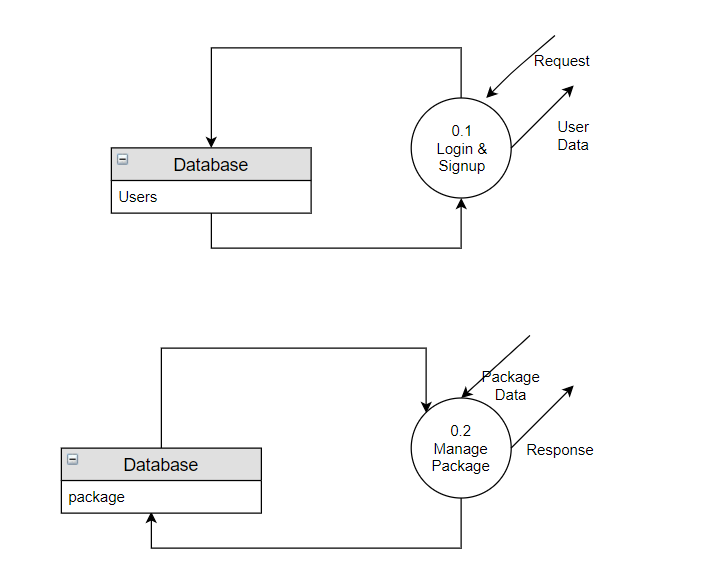 Request
0.1
Login &
Signup
User
Data
Database
Users
Package
Data
0.2
Manage
Package
Response
Database
package